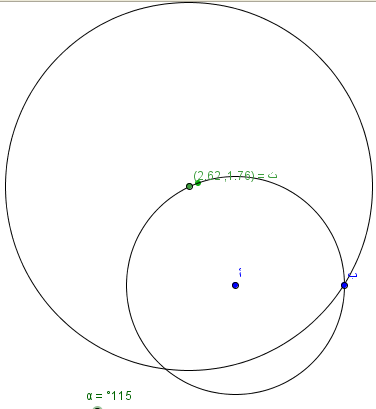 ث = (2.62 ,1.76)
أ
ب
α = °115